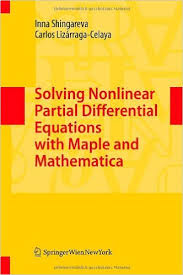 Inna Shingareva
Carlos Lizárraga-Celaya
Solving Nonlinear
Partial Differential
Equations
with Maple and
Mathematica
SpringerWienNewYork